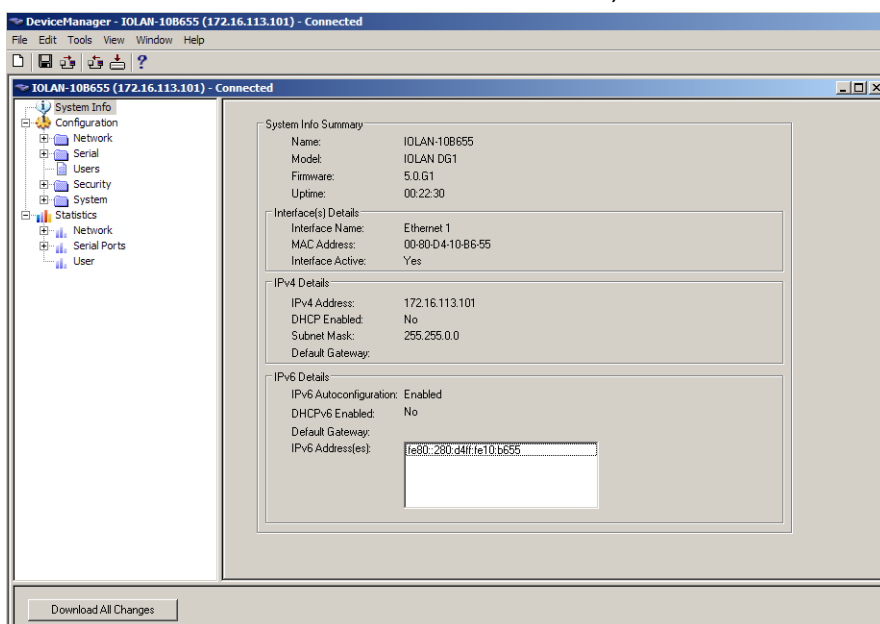 DeviceManager - IOLAN-10B655 (172.16.113.101) - Connected
File Edit Tools View Window Help
?
IOLAN-10B655 (172.16.113.101) - Connected
System Info
Configuration
Network
Serial
Users
Security
System
Statistics
Network
Serial Ports
User
System Info Summary
Name: IOLAN-10B655
Model: IOLAN DG1
Firmware: 5.0.G1
Uptime: 00:22:30
Interface(s) Details
Interface Name: Ethernet 1
MAC Address: 00-80-D4-10-B6-55
Interface Active: Yes
IPv4 Details
IPv4 Address: 172.16.113.101
DHCP Enabled: No
Subnet Mask: 255.255.0.0
Default Gateway:
IPv6 Details
IPv6 Autoconfiguration: Enabled
DHCPv6 Enabled: No
Default Gateway:
IPv6 Address(es): fe80::280:d4ff:fe10:b655
Download All Changes